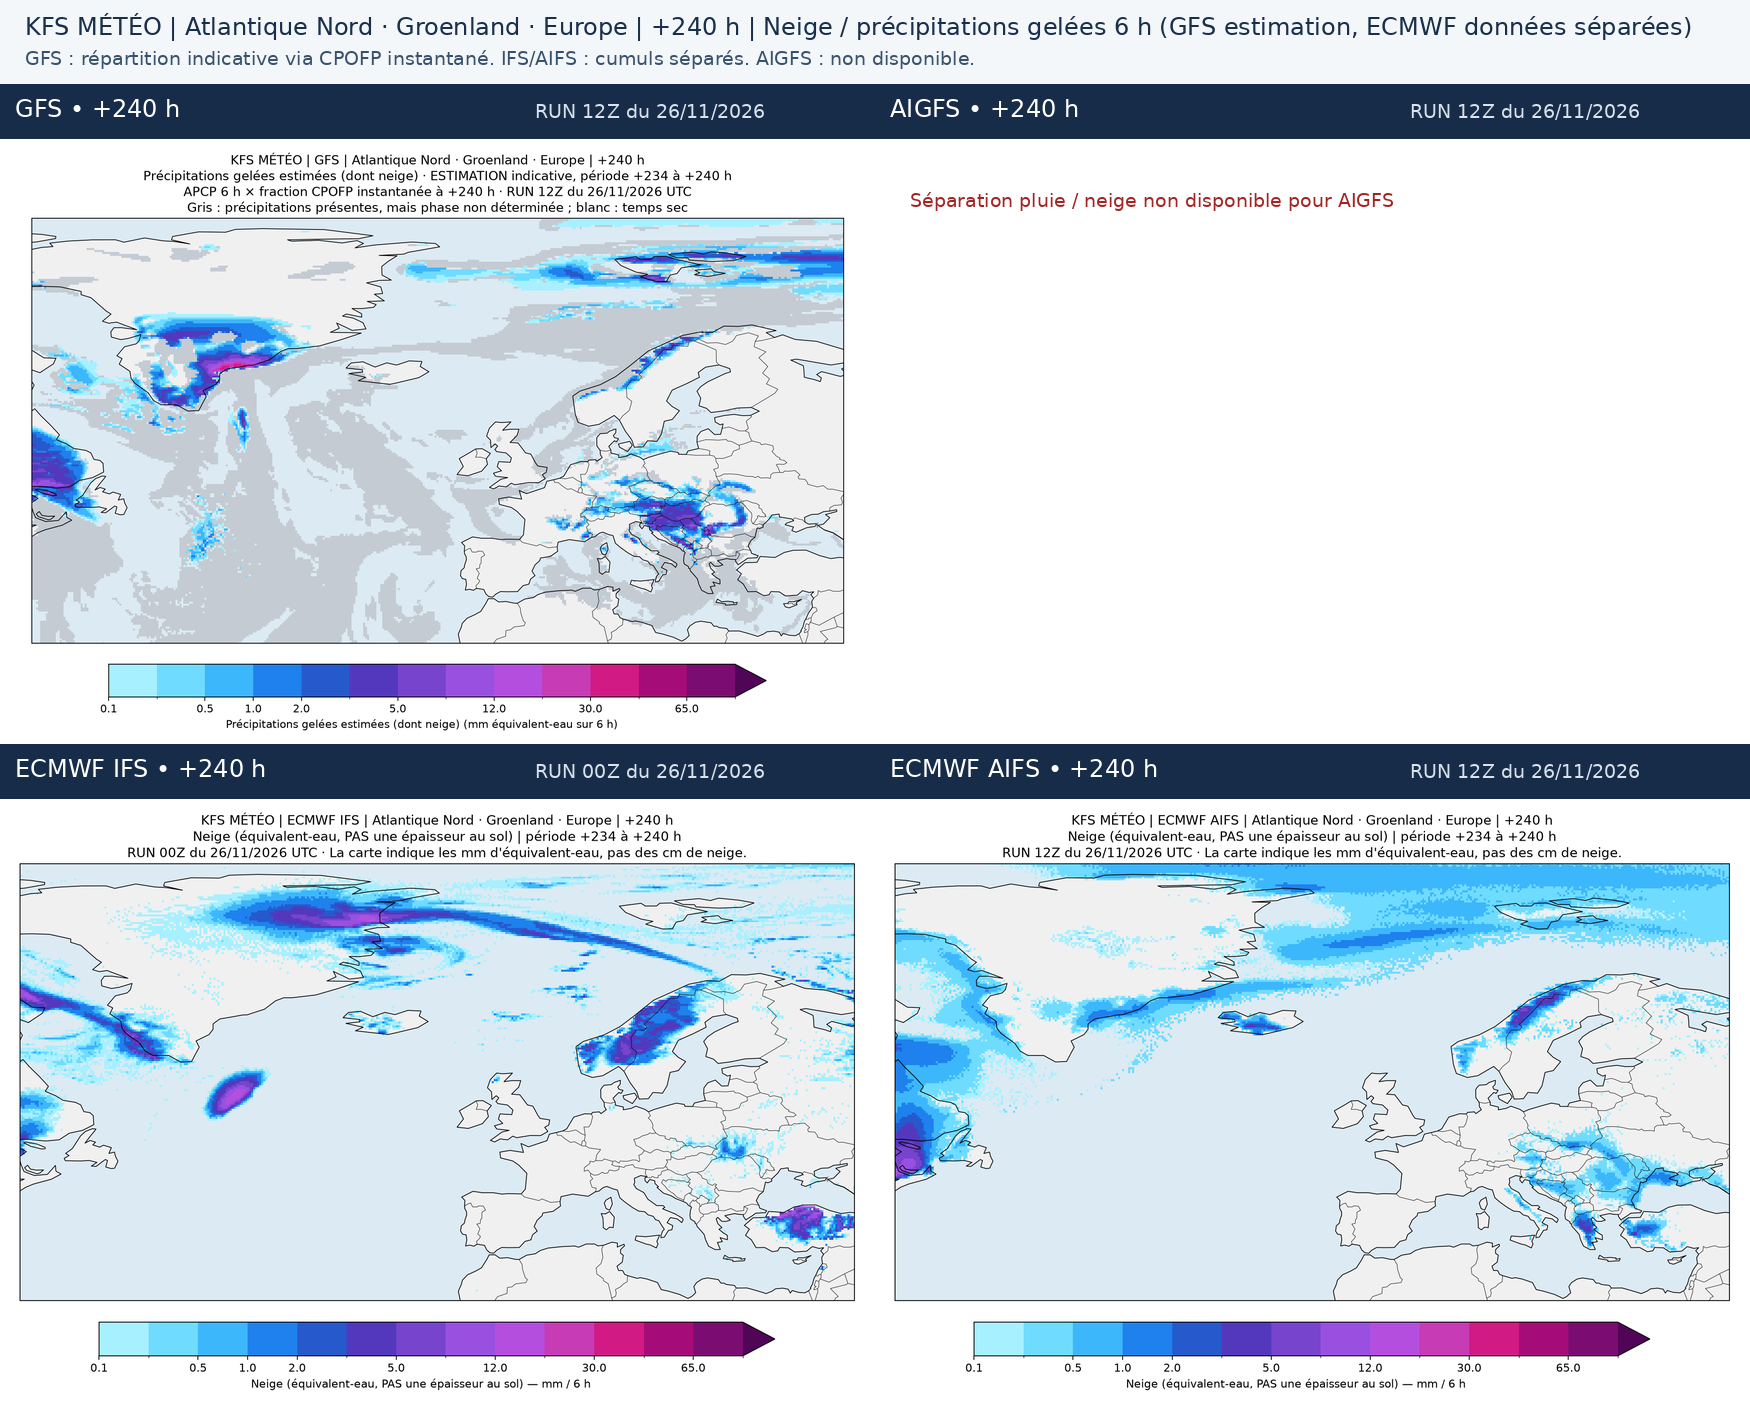 KFS MÉTÉO | Atlantique Nord · Groenland · Europe | +240 h | Neige / précipitations gelées 6 h (GFS estimation, ECMWF données séparées)
GFS : répartition indicative via CPOFP instantané. IFS/AIFS : cumuls séparés. AIGFS : non disponible.
GFS • +240 h
RUN 12Z du 26/11/2026
AIGFS • +240 h
RUN 12Z du 26/11/2026
KFS MÉTÉO | GFS | Atlantique Nord · Groenland · Europe | +240 h
Précipitations gelées estimées (dont neige) · ESTIMATION indicative, période +234 à +240 h
APCP 6 h × fraction CPOFP instantanée à +240 h · RUN 12Z du 26/11/2026 UTC
Gris : précipitations présentes, mais phase non déterminée ; blanc : temps sec
Séparation pluie / neige non disponible pour AIGFS
0.1 0.5 1.0 2.0 5.0 12.0 30.0 65.0
Précipitations gelées estimées (dont neige) (mm équivalent-eau sur 6 h)
ECMWF IFS • +240 h
RUN 00Z du 26/11/2026
ECMWF AIFS • +240 h
RUN 12Z du 26/11/2026
KFS MÉTÉO | ECMWF IFS | Atlantique Nord · Groenland · Europe | +240 h
Neige (équivalent-eau, PAS une épaisseur au sol) | période +234 à +240 h
RUN 00Z du 26/11/2026 UTC · La carte indique les mm d'équivalent-eau, pas des cm de neige.
0.1 0.5 1.0 2.0 5.0 12.0 30.0 65.0
Neige (équivalent-eau, PAS une épaisseur au sol) — mm / 6 h
KFS MÉTÉO | ECMWF AIFS | Atlantique Nord · Groenland · Europe | +240 h
Neige (équivalent-eau, PAS une épaisseur au sol) | période +234 à +240 h
RUN 12Z du 26/11/2026 UTC · La carte indique les mm d'équivalent-eau, pas des cm de neige.
0.1 0.5 1.0 2.0 5.0 12.0 30.0 65.0
Neige (équivalent-eau, PAS une épaisseur au sol) — mm / 6 h